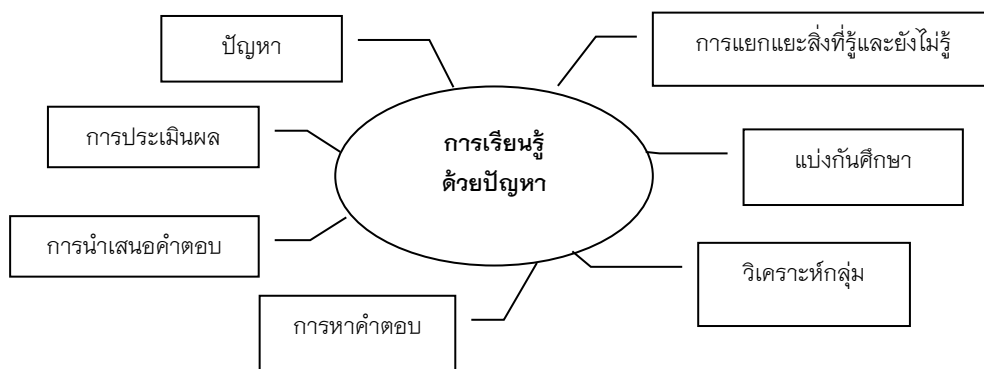 ปัญหา
การแยกแยะสิ่งที่รู้และยังไม่รู้
การประเมินผล
การเรียนรู้
ด้วยปัญหา
แบ่งกันศึกษา
การนำเสนอคำตอบ
วิเคราะห์กลุ่ม
การหาคำตอบ